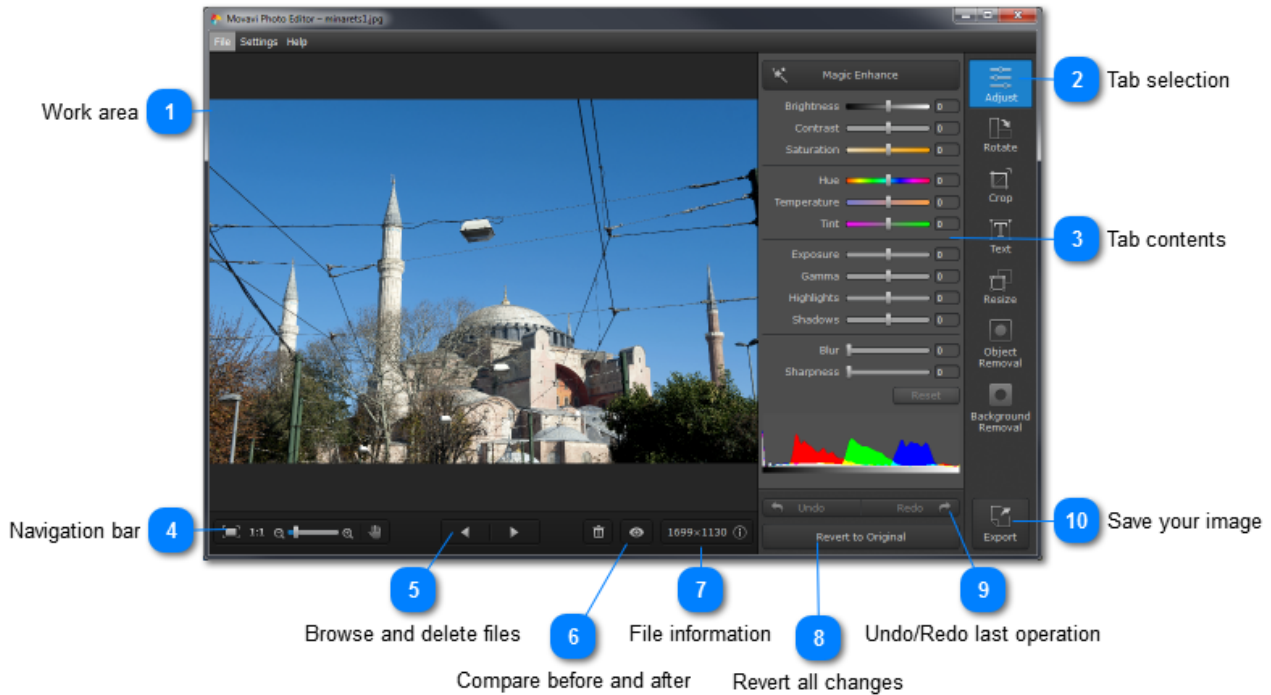 Movavi Photo Editor – minarets1.jpg
File Settings Help
Magic Enhance
Brightness 0
Contrast 0
Saturation 0
Hue 0
Temperature 0
Tint 0
Exposure 0
Gamma 0
Highlights 0
Shadows 0
Blur 0
Sharpness 0
Reset
Undo Redo
Revert to Original
Adjust
Rotate
Crop
Text
Resize
Object
Removal
Background
Removal
Export
1:1
1699×1130
Work area 1
2 Tab selection
3 Tab contents
Navigation bar 4
5
Browse and delete files
6
Compare before and after
7
File information
8
Revert all changes
9
Undo/Redo last operation
10 Save your image